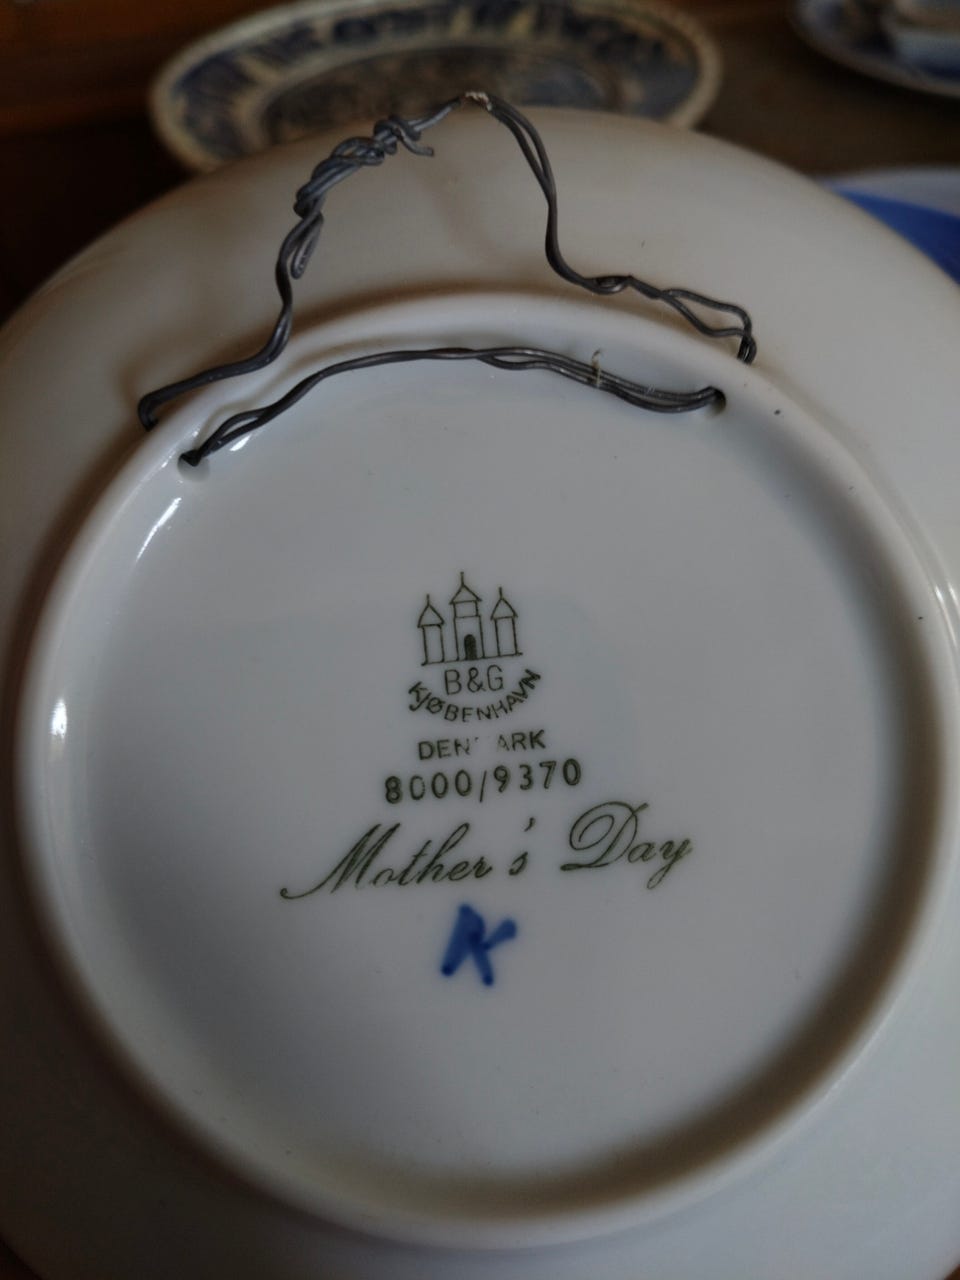 B&G
KJØBENHAVN
DENMARK
8000/9370
Mother's Day